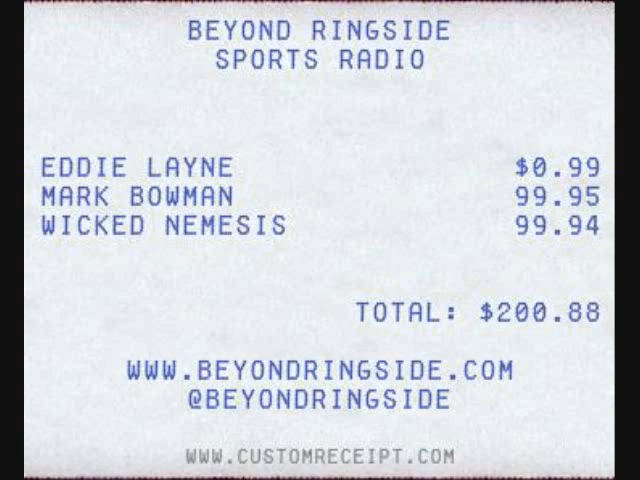 BEYOND RINGSIDE
SPORTS RADIO
EDDIE LAYNE $0.99
MARK BOWMAN 99.95
WICKED NEMESIS 99.94
TOTAL: $200.88
WWW.BEYONDRINGSIDE.COM
@BEYONDRINGSIDE
WWW.CUSTOMRECEIPT.COM